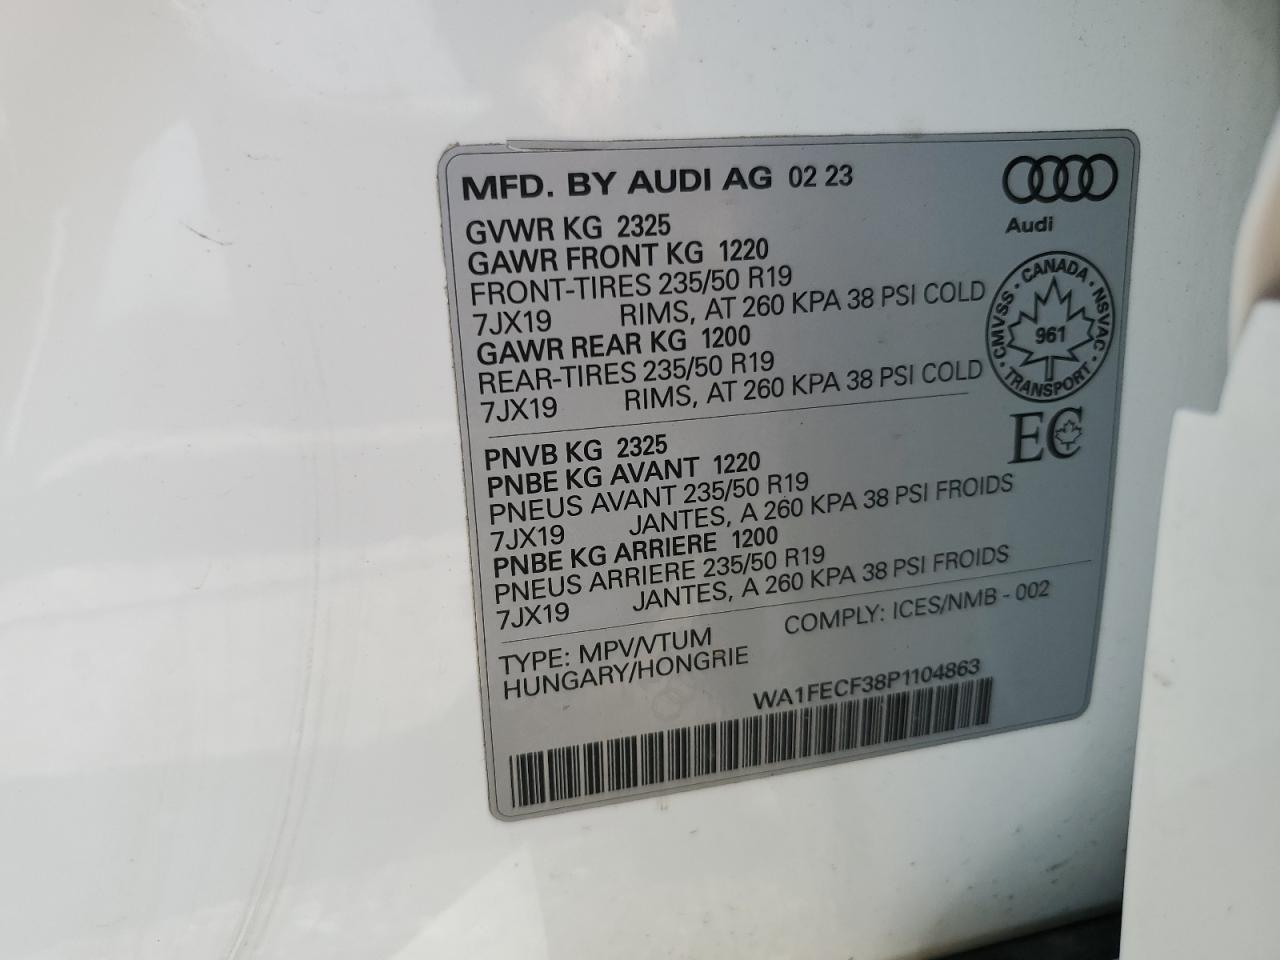 MFD. BY AUDI AG 02 23
Audi
GVWR KG 2325
GAWR FRONT KG 1220
FRONT-TIRES 235/50 R19
7JX19 RIMS, AT 260 KPA 38 PSI COLD
GAWR REAR KG 1200
REAR-TIRES 235/50 R19
7JX19 RIMS, AT 260 KPA 38 PSI COLD
CMVSS · CANADA · NSVAC · TRANSPORT ·
961
EC
PNVB KG 2325
PNBE KG AVANT 1220
PNEUS AVANT 235/50 R19
7JX19 JANTES, A 260 KPA 38 PSI FROIDS
PNBE KG ARRIERE 1200
PNEUS ARRIERE 235/50 R19
7JX19 JANTES, A 260 KPA 38 PSI FROIDS
TYPE: MPV/VTUM COMPLY: ICES/NMB - 002
HUNGARY/HONGRIE
WA1FECF38P1104863